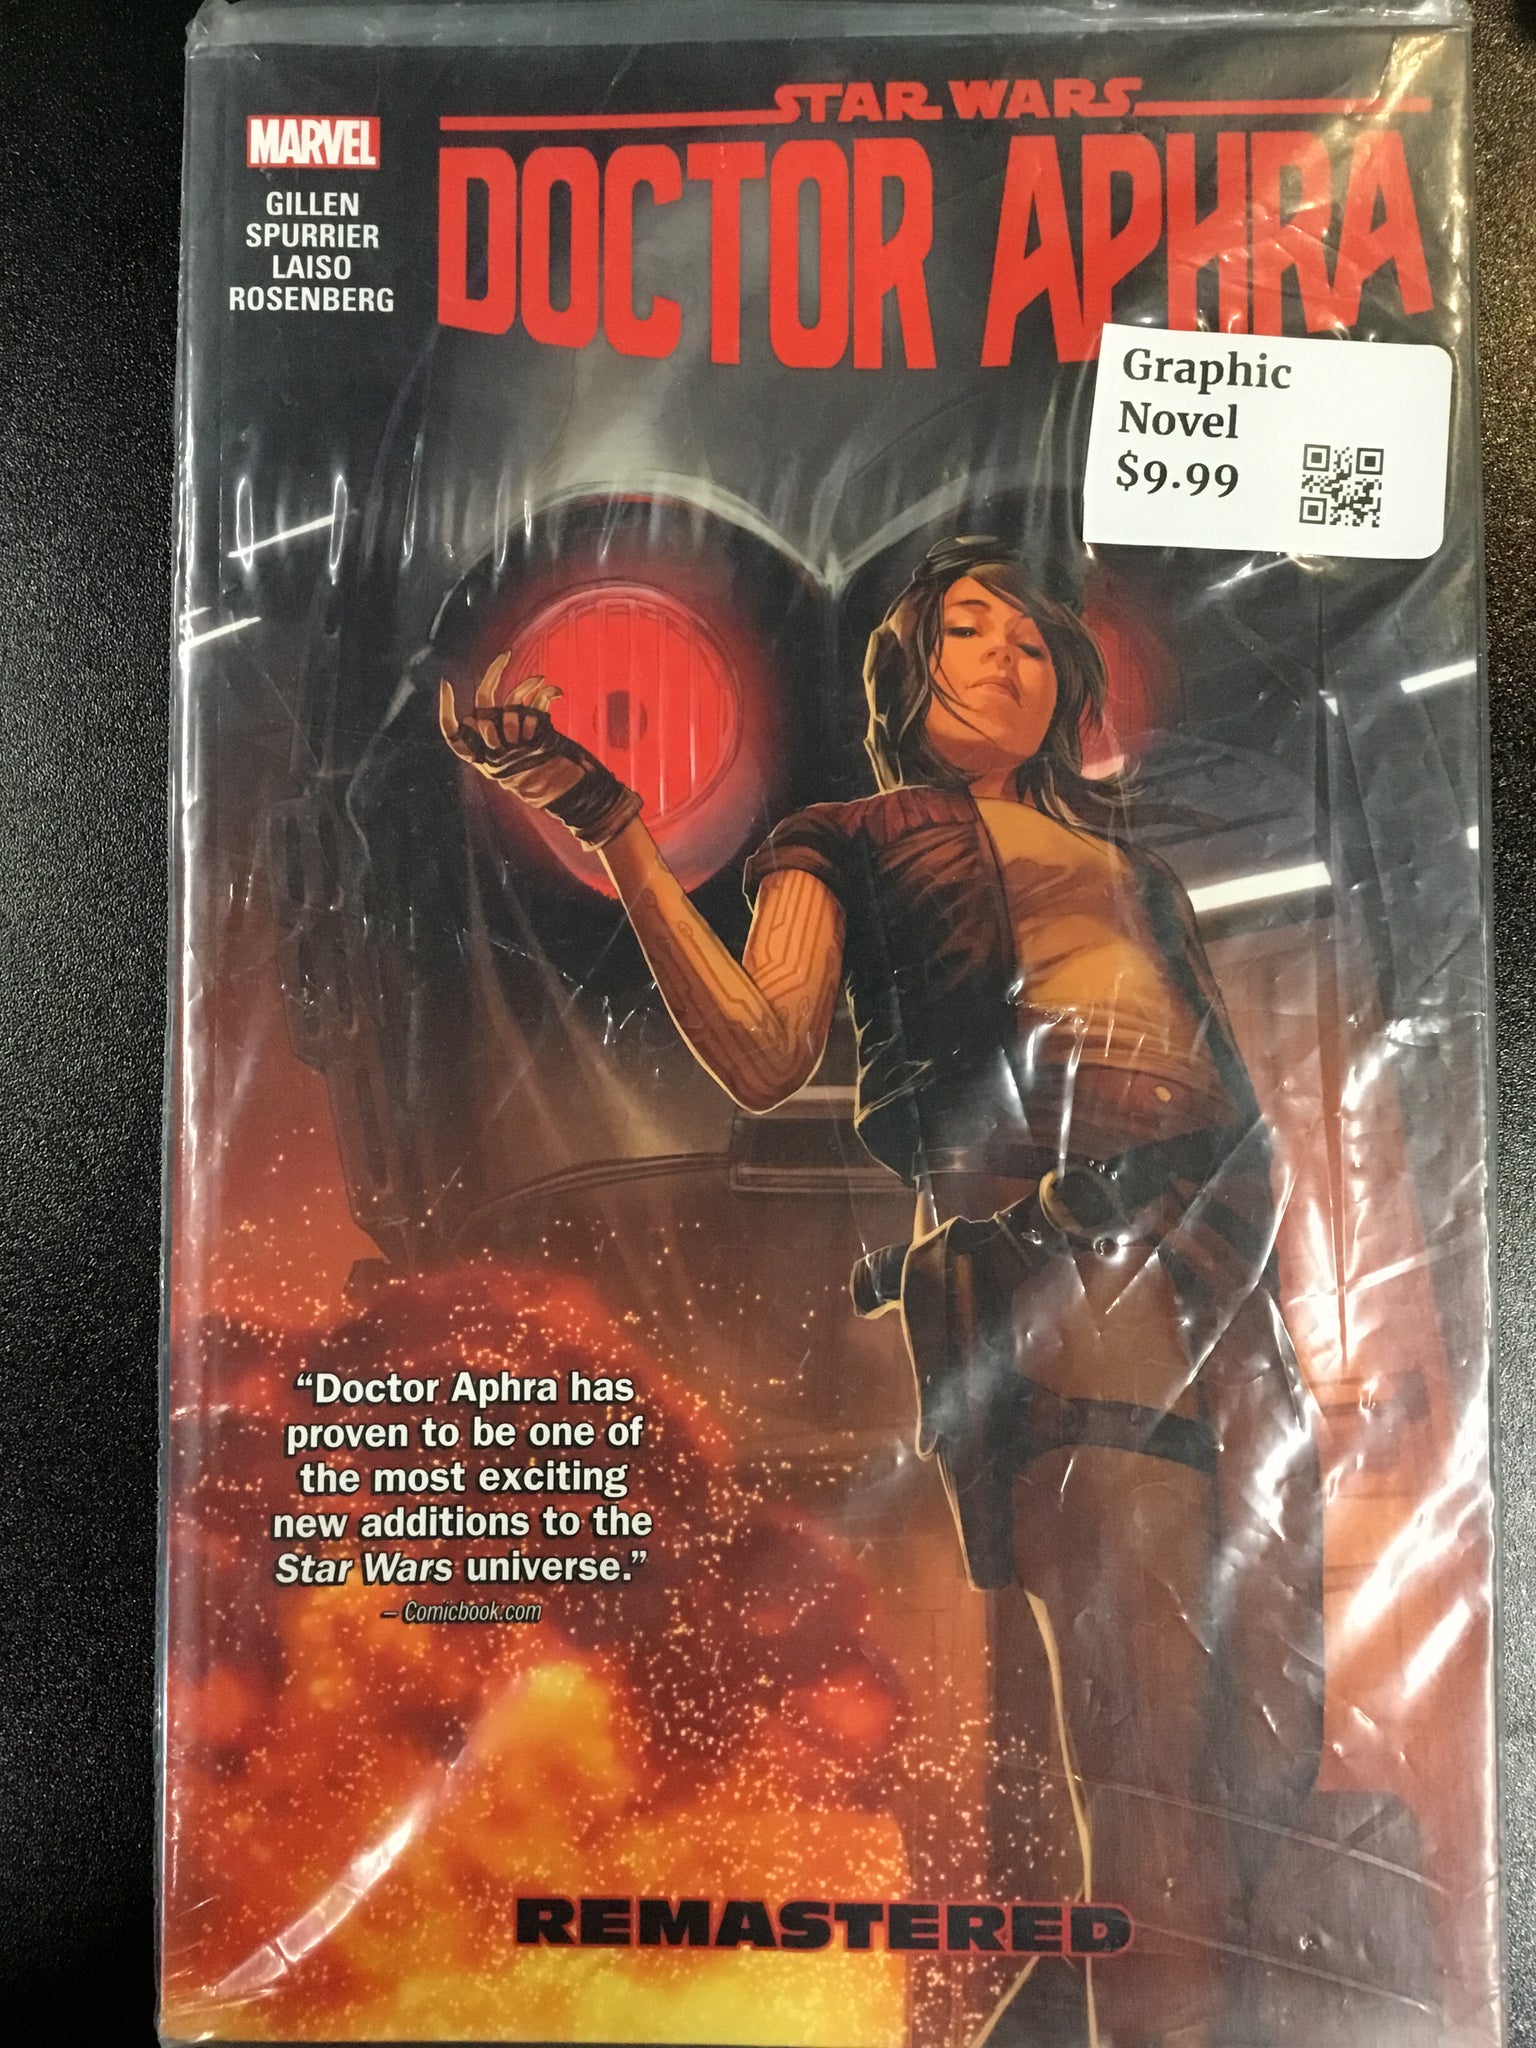 STAR WARS
DOCTOR APHRA
MARVEL
GILLEN
SPURRIER
LAISO
ROSENBERG
Graphic
Novel
$9.99
“Doctor Aphra has
proven to be one of
the most exciting
new additions to the
Star Wars universe.”
– Comicbook.com
REMASTERED